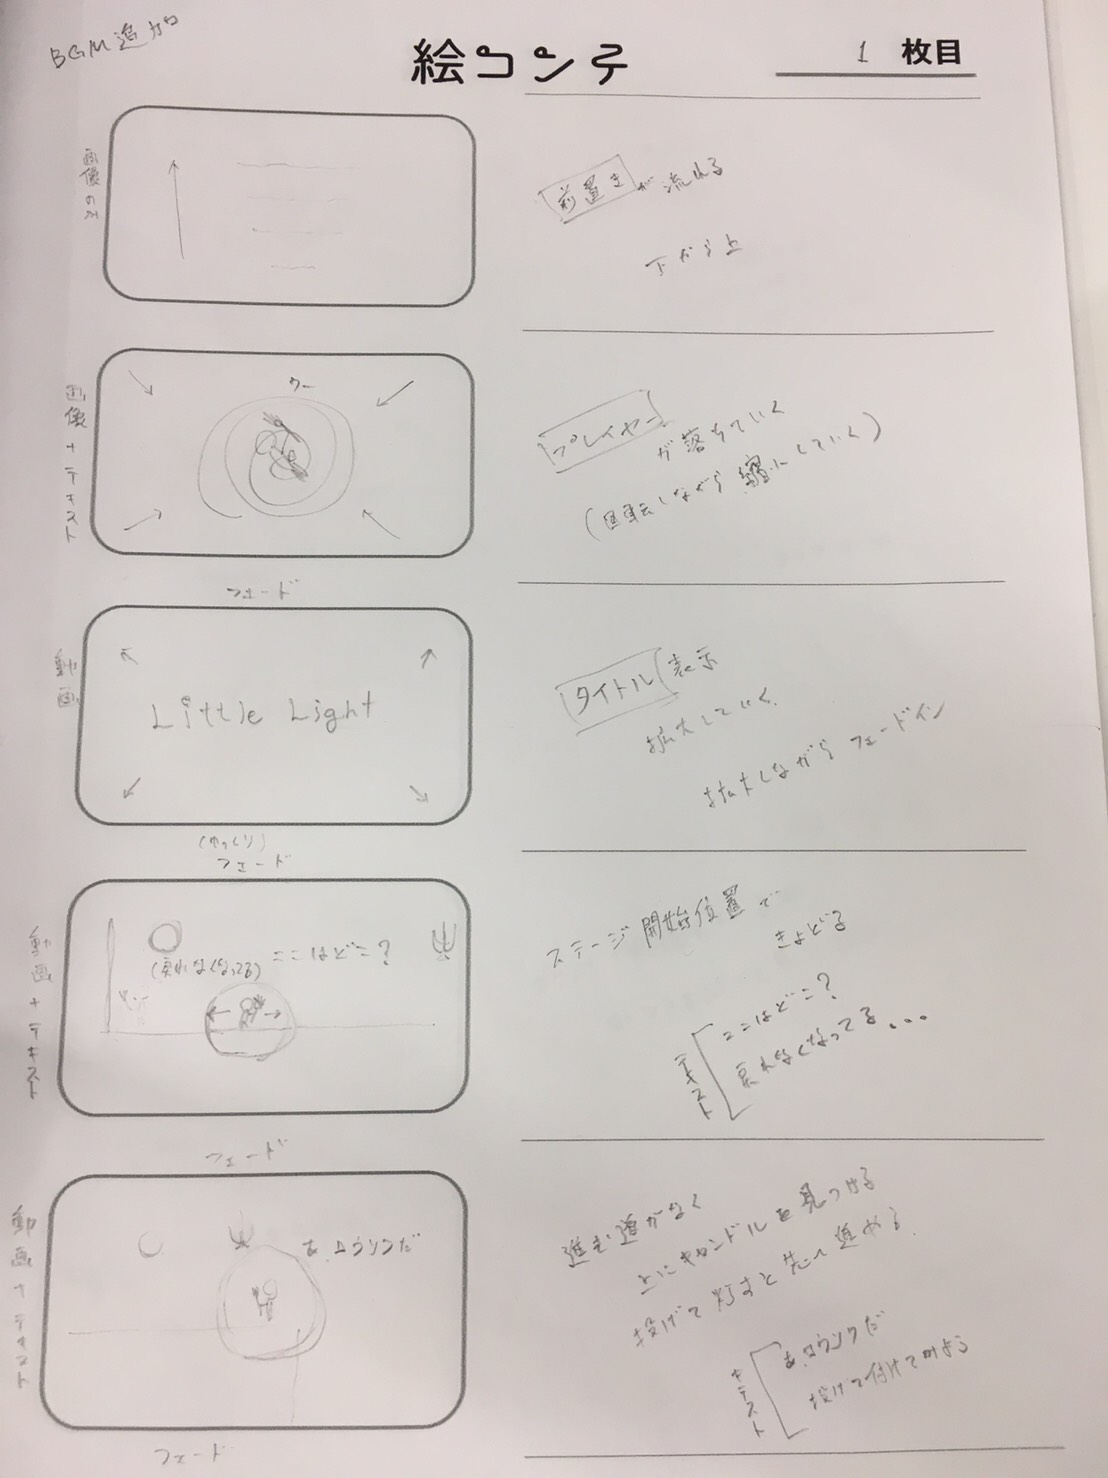 BGM追加
絵コンテ
1 枚目
画像のみ
前置きが流れる
下から上
画像+テキスト
ワー
プレイヤーが落ちていく
(回転しながら縮小していく)
フェード
動画
Little Light
タイトル表示
拡大していく
拡大しながらフェードイン
(ゆっくり)
フェード
動画+テキスト
ここはどこ?
(戻れなくなってる)
ステージ開始位置で
きょどる
テキスト
ここはどこ?
戻れなくなってる...
フェード
動画+テキスト
あ、ロウソクだ
進む道がなく
上にキャンドルを見つける
投げて灯すと先へ進める.
テキスト
あ、ロウソクだ
投げて付けてみよう
フェード